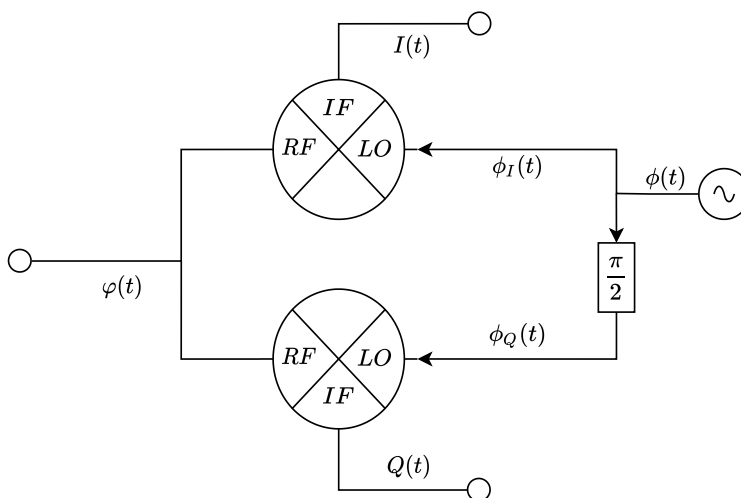 I(t)
IF
RF LO
ϕ_I(t)
ϕ(t)
φ(t)
π/2
ϕ_Q(t)
RF LO
IF
Q(t)